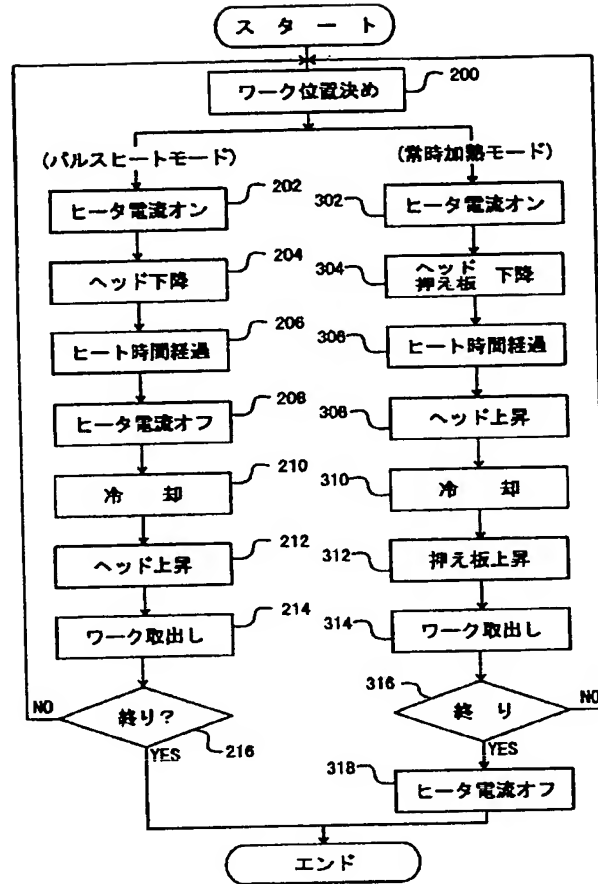 スタート
ワーク位置決め
200
(パルスヒートモード)
(常時加熱モード)
ヒータ電流オン
202
302
ヒータ電流オン
ヘッド下降
204
304
ヘッド
押え板 下降
ヒート時間経過
206
306
ヒート時間経過
ヒータ電流オフ
208
308
ヘッド上昇
冷 却
210
310
冷 却
ヘッド上昇
212
312
押え板上昇
ワーク取出し
214
314
ワーク取出し
NO
終り?
216
YES
316
終 り
NO
YES
318
ヒータ電流オフ
エンド